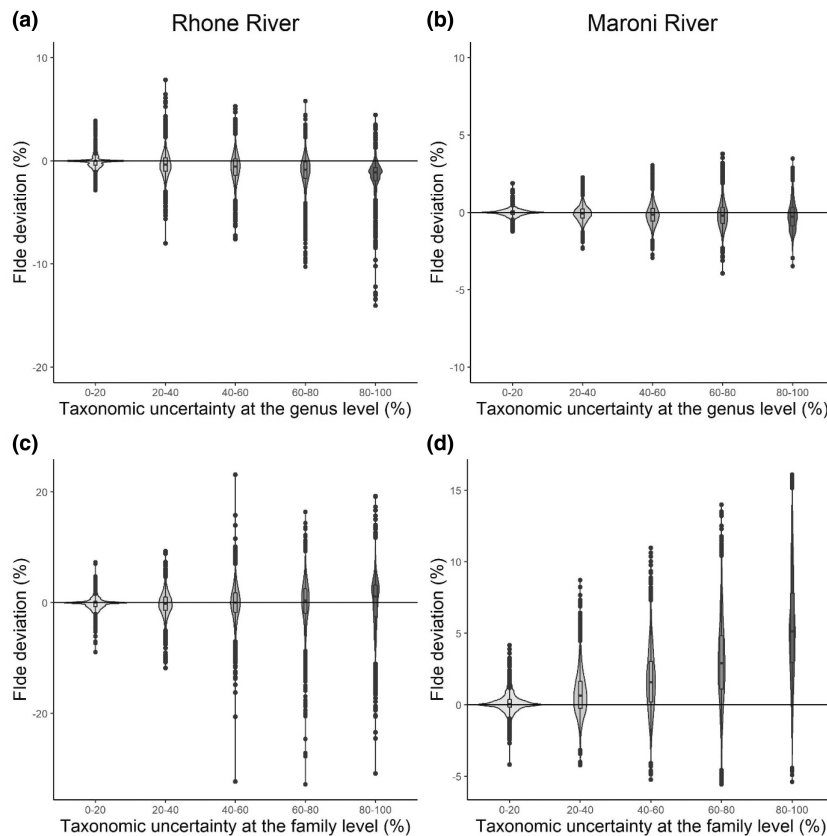 (a)
Rhone River
FIde deviation (%)
10
0
-10
-20
0-20
20-40
40-60
60-80
80-100
Taxonomic uncertainty at the genus level (%)
(b)
Maroni River
FIde deviation (%)
10
5
0
-5
-10
0-20
20-40
40-60
60-80
80-100
Taxonomic uncertainty at the genus level (%)
(c)
FIde deviation (%)
20
0
-20
0-20
20-40
40-60
60-80
80-100
Taxonomic uncertainty at the family level (%)
(d)
FIde deviation (%)
15
10
5
0
-5
0-20
20-40
40-60
60-80
80-100
Taxonomic uncertainty at the family level (%)